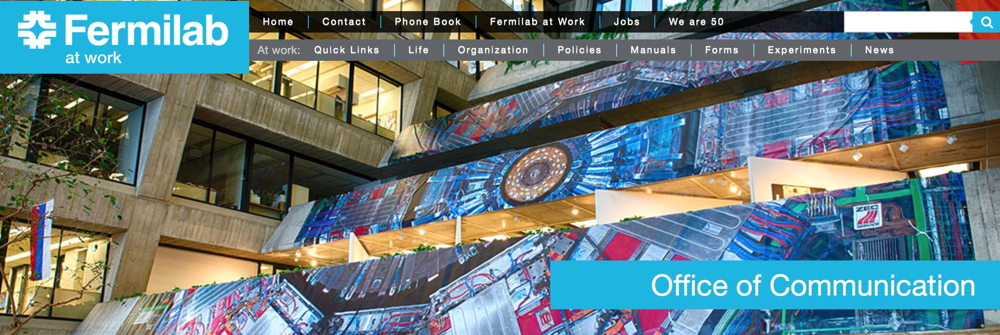 Fermilab
at work
Home Contact Phone Book Fermilab at Work Jobs We are 50
At work: Quick Links Life Organization Policies Manuals Forms Experiments News
ZEC
SERVICE
Office of Communication